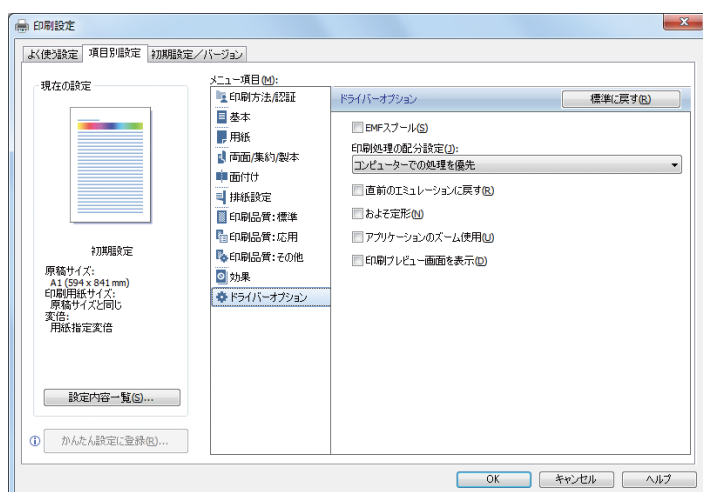 印刷設定
よく使う設定 項目別設定 初期設定／バージョン
現在の設定
初期設定
原稿サイズ:
A1 (594 x 841 mm)
印刷用紙サイズ:
原稿サイズと同じ
変倍:
用紙指定変倍
設定内容一覧(S)...
かんたん設定に登録(R)...
メニュー項目(M):
印刷方法/認証
基本
用紙
両面/集約/製本
面付け
排紙設定
印刷品質:標準
印刷品質:応用
印刷品質:その他
効果
ドライバーオプション
ドライバーオプション 標準に戻す(R)
EMFスプール(S)
印刷処理の配分設定(J):
コンピューターでの処理を優先
直前のエミュレーションに戻す(R)
およそ定形(N)
アプリケーションのズーム使用(U)
印刷プレビュー画面を表示(D)
OK キャンセル ヘルプ